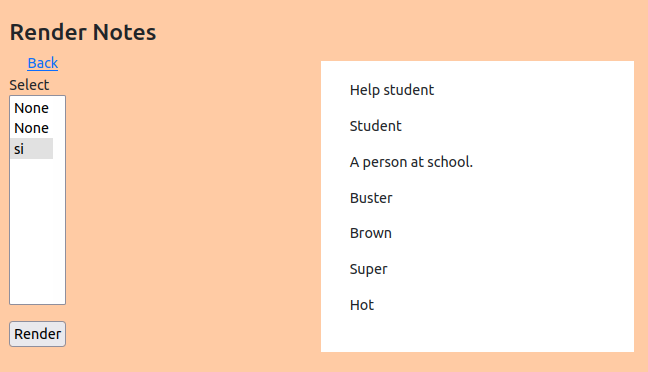 Render Notes
Back
Select
None
None
si
Render
Help student
Student
A person at school.
Buster
Brown
Super
Hot